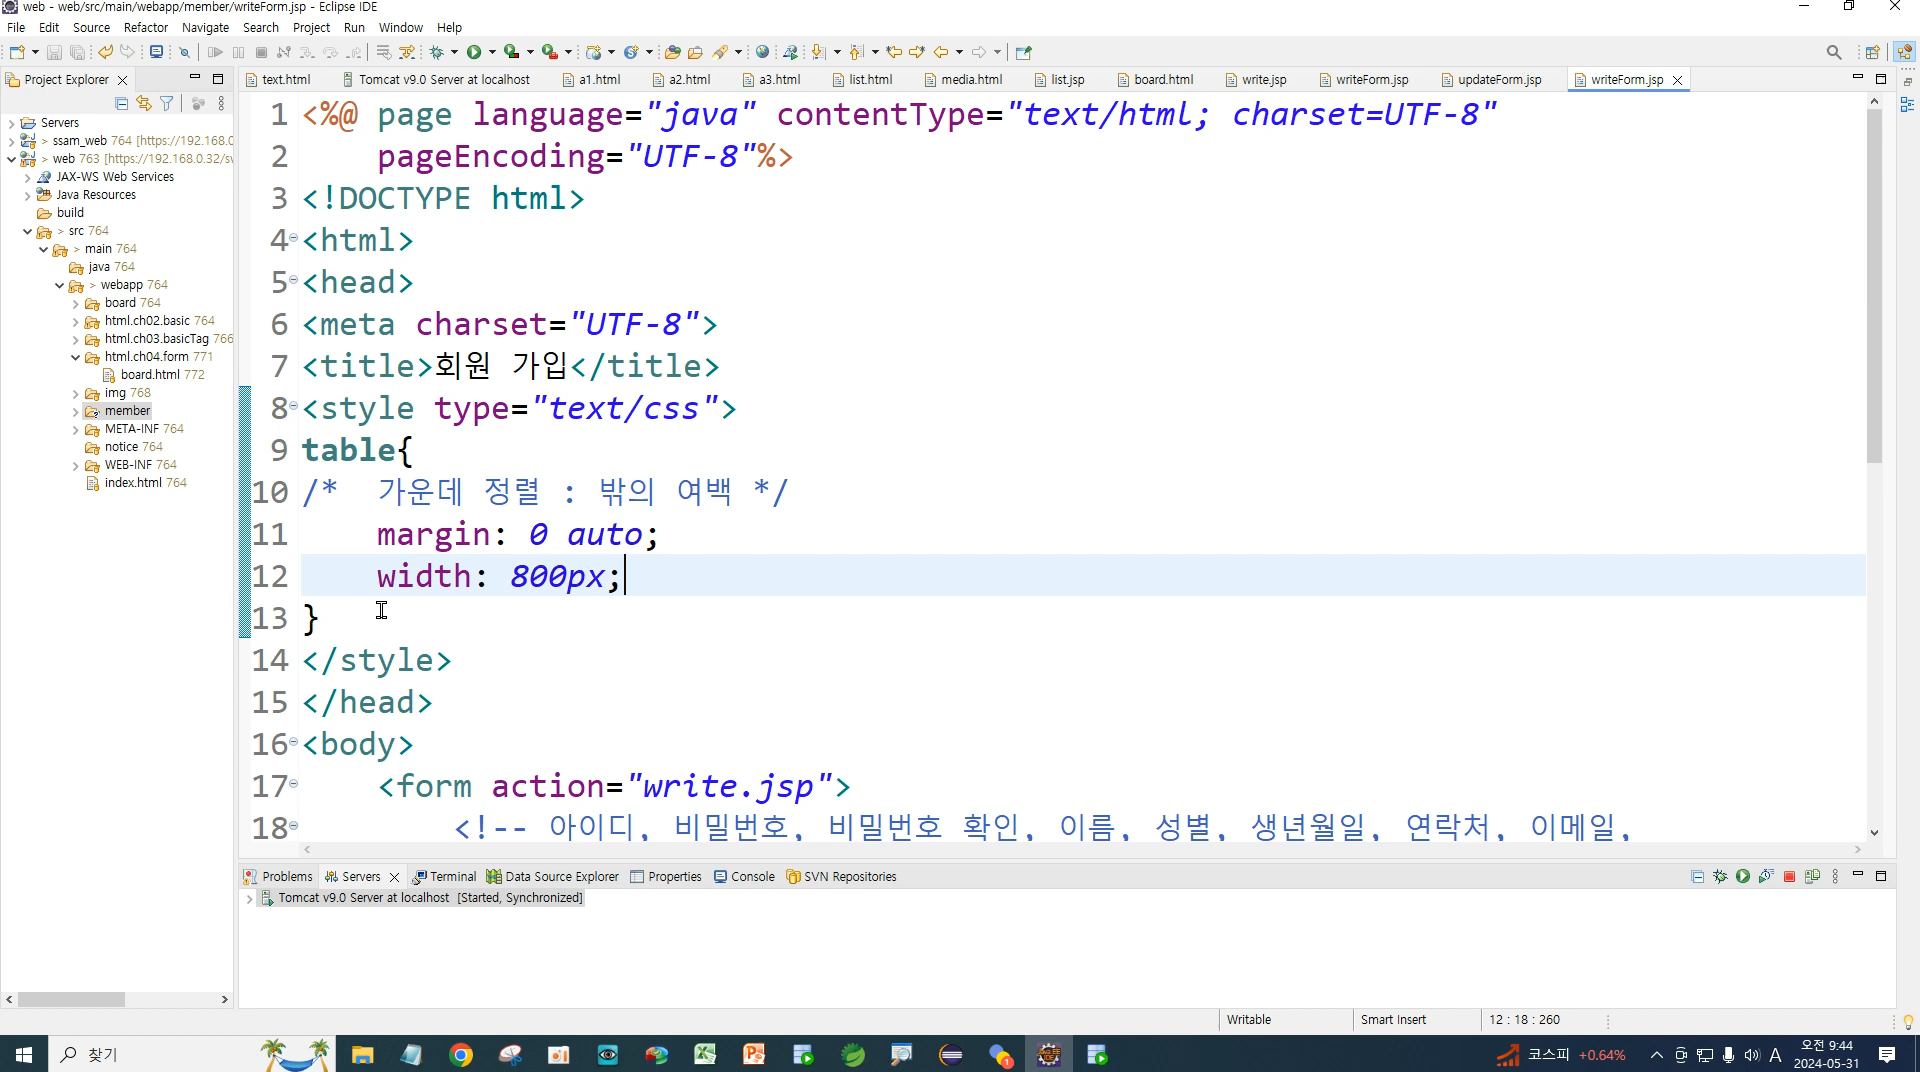 web - web/src/main/webapp/member/writeForm.jsp - Eclipse IDE
File Edit Source Refactor Navigate Search Project Run Window Help
Project Explorer
text.html Tomcat v9.0 Server at localhost a1.html a2.html a3.html list.html media.html list.jsp board.html write.jsp writeForm.jsp updateForm.jsp writeForm.jsp
Servers
> ssam_web 764 [https://192.168.0
> web 763 [https://192.168.0.32/sv
JAX-WS Web Services
Java Resources
build
> src 764
> main 764
java 764
> webapp 764
board 764
html.ch02.basic 764
html.ch03.basicTag 766
html.ch04.form 771
board.html 772
img 768
member
META-INF 764
notice 764
WEB-INF 764
index.html 764
1 <%@ page language="java" contentType="text/html; charset=UTF-8"
2 pageEncoding="UTF-8"%>
3 <!DOCTYPE html>
4 <html>
5 <head>
6 <meta charset="UTF-8">
7 <title>회원 가입</title>
8 <style type="text/css">
9 table{
10 /* 가운데 정렬 : 밖의 여백 */
11 margin: 0 auto;
12 width: 800px;
13 }
14 </style>
15 </head>
16 <body>
17 <form action="write.jsp">
18 <!-- 아이디, 비밀번호, 비밀번호 확인, 이름, 성별, 생년월일, 연락처, 이메일,
Problems Servers Terminal Data Source Explorer Properties Console SVN Repositories
Tomcat v9.0 Server at localhost [Started, Synchronized]
Writable Smart Insert 12 : 18 : 260
찾기
코스피 +0.64%
A
오전 9:44
2024-05-31